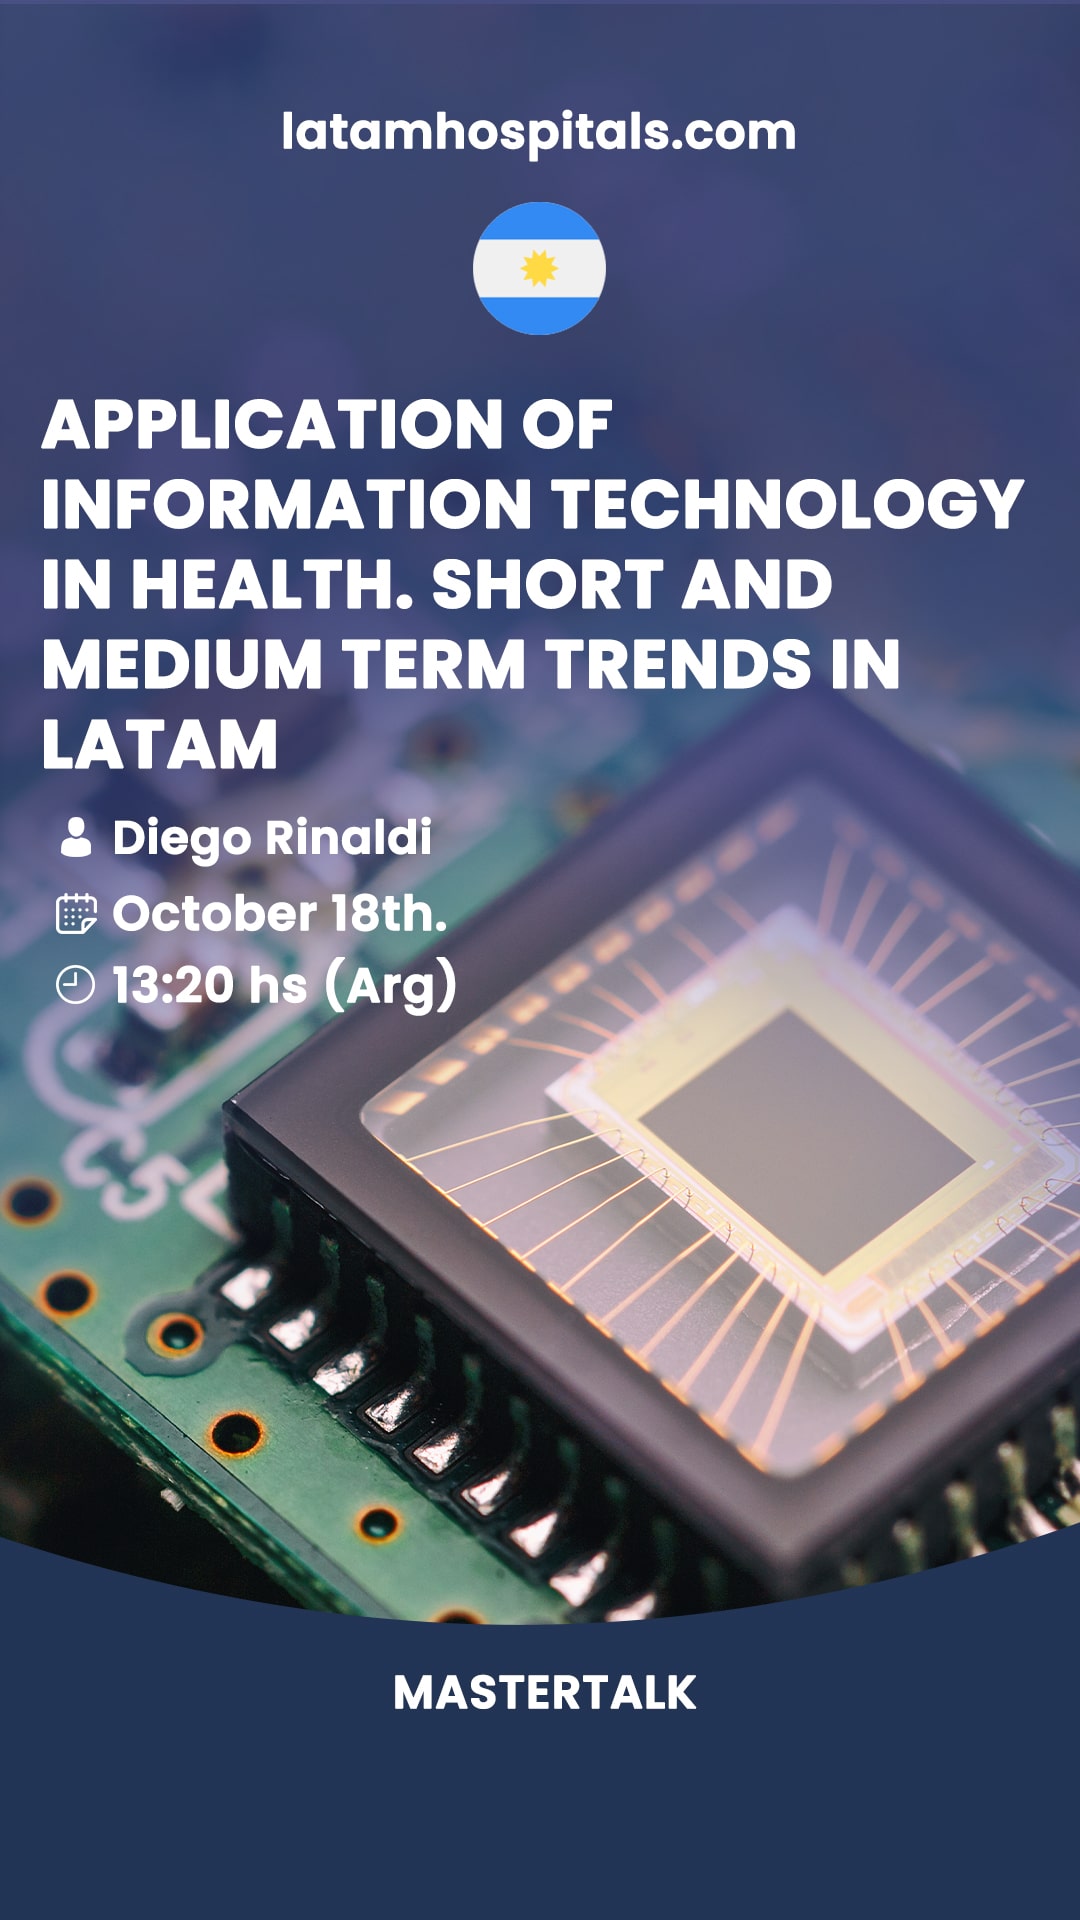 latamhospitals.com
APPLICATION OF
INFORMATION TECHNOLOGY
IN HEALTH. SHORT AND
MEDIUM TERM TRENDS IN
LATAM
Diego Rinaldi
October 18th.
13:20 hs (Arg)
C5
MASTERTALK